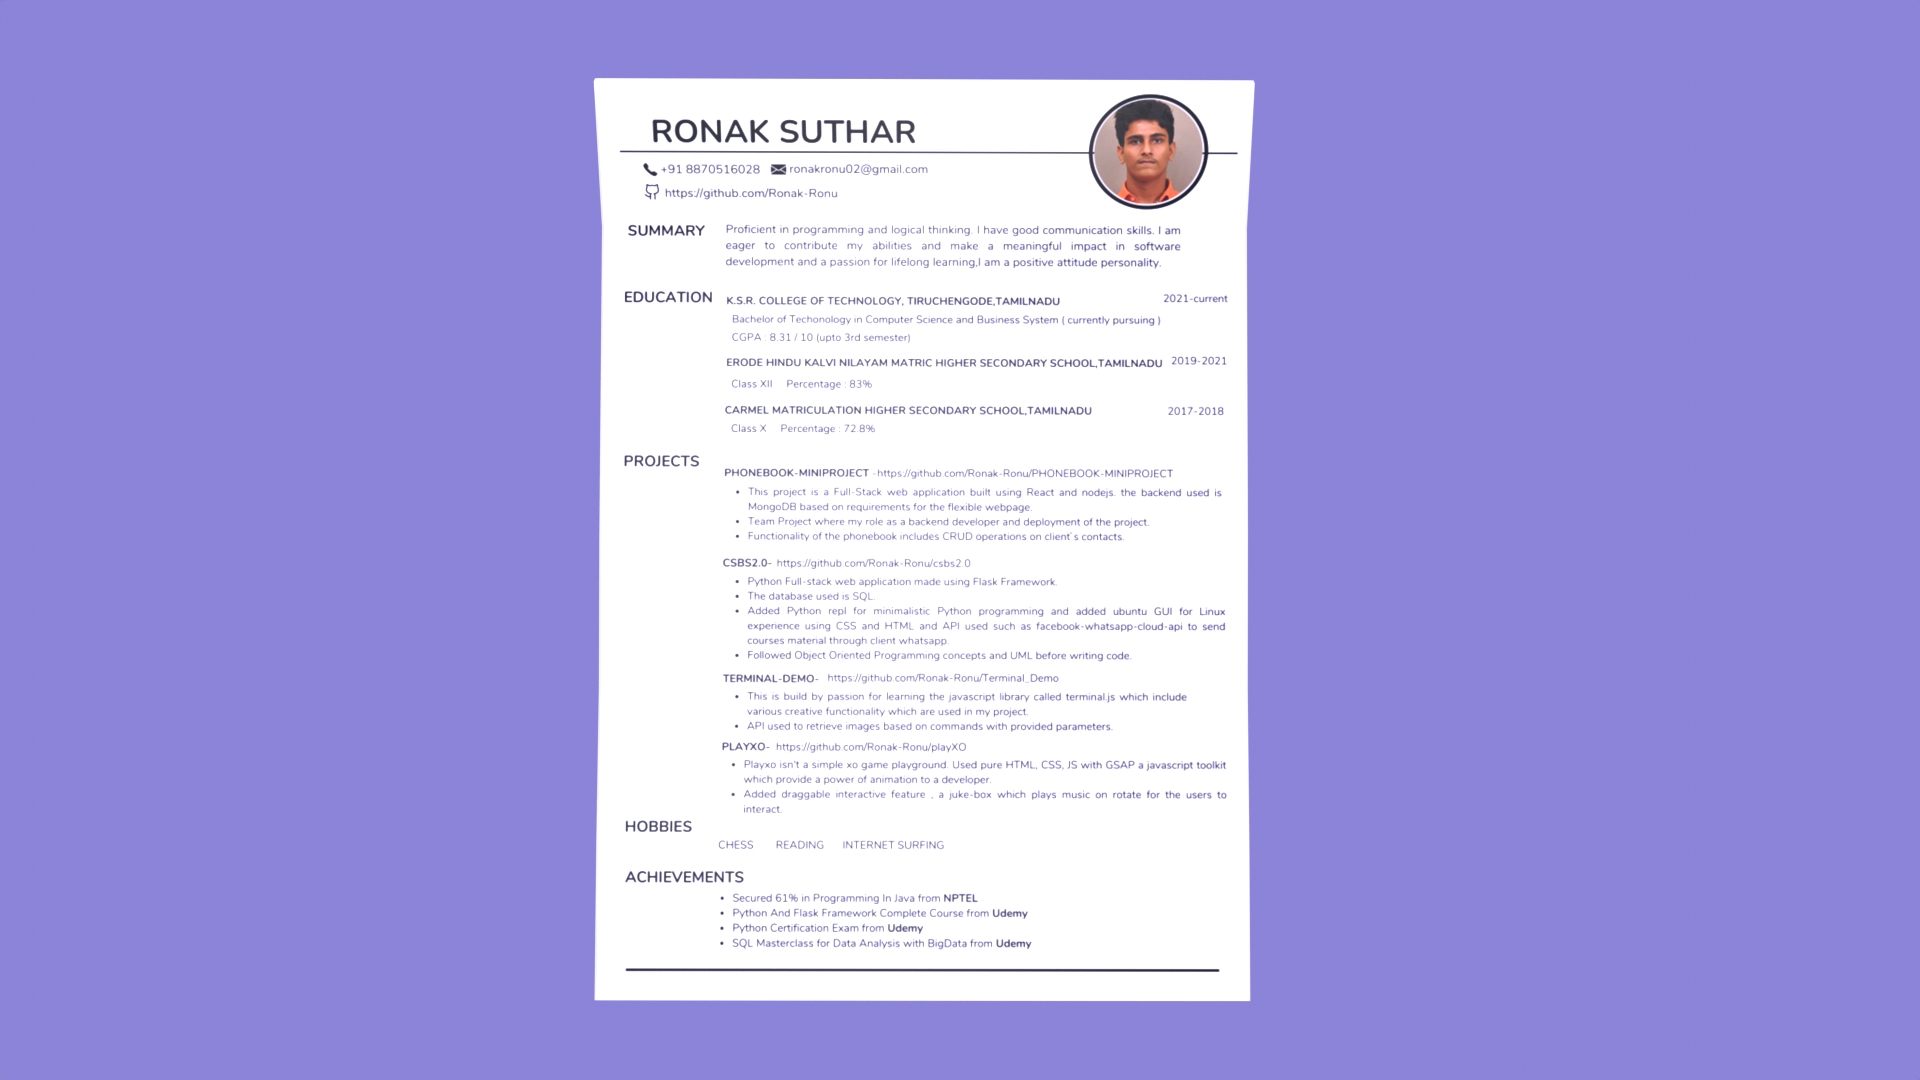 RONAK SUTHAR
+91 8870516028 ronakronu02@gmail.com
https://github.com/Ronak-Ronu
SUMMARY
Proficient in programming and logical thinking. I have good communication skills. I am
eager to contribute my abilities and make a meaningful impact in software
development and a passion for lifelong learning,I am a positive attitude personality.
EDUCATION
K.S.R. COLLEGE OF TECHNOLOGY, TIRUCHENGODE,TAMILNADU 2021-current
Bachelor of Techonology in Computer Science and Business System ( currently pursuing )
CGPA : 8.31 / 10 (upto 3rd semester)
ERODE HINDU KALVI NILAYAM MATRIC HIGHER SECONDARY SCHOOL,TAMILNADU 2019-2021
Class XII Percentage : 83%
CARMEL MATRICULATION HIGHER SECONDARY SCHOOL,TAMILNADU 2017-2018
Class X Percentage : 72.8%
PROJECTS
PHONEBOOK-MINIPROJECT - https://github.com/Ronak-Ronu/PHONEBOOK-MINIPROJECT
• This project is a Full-Stack web application built using React and nodejs. the backend used is
MongoDB based on requirements for the flexible webpage.
• Team Project where my role as a backend developer and deployment of the project.
• Functionality of the phonebook includes CRUD operations on client's contacts.
CSBS2.0- https://github.com/Ronak-Ronu/csbs2.0
• Python Full-stack web application made using Flask Framework.
• The database used is SQL.
• Added Python repl for minimalistic Python programming and added ubuntu GUI for Linux
experience using CSS and HTML and API used such as facebook-whatsapp-cloud-api to send
courses material through client whatsapp.
• Followed Object Oriented Programming concepts and UML before writing code.
TERMINAL-DEMO- https://github.com/Ronak-Ronu/Terminal_Demo
• This is build by passion for learning the javascript library called terminal.js which include
various creative functionality which are used in my project.
• API used to retrieve images based on commands with provided parameters.
PLAYXO- https://github.com/Ronak-Ronu/playXO
• Playxo isn't a simple xo game playground. Used pure HTML, CSS, JS with GSAP a javascript toolkit
which provide a power of animation to a developer.
• Added draggable interactive feature , a juke-box which plays music on rotate for the users to
interact.
HOBBIES
CHESS READING INTERNET SURFING
ACHIEVEMENTS
• Secured 61% in Programming In Java from NPTEL
• Python And Flask Framework Complete Course from Udemy
• Python Certification Exam from Udemy
• SQL Masterclass for Data Analysis with BigData from Udemy